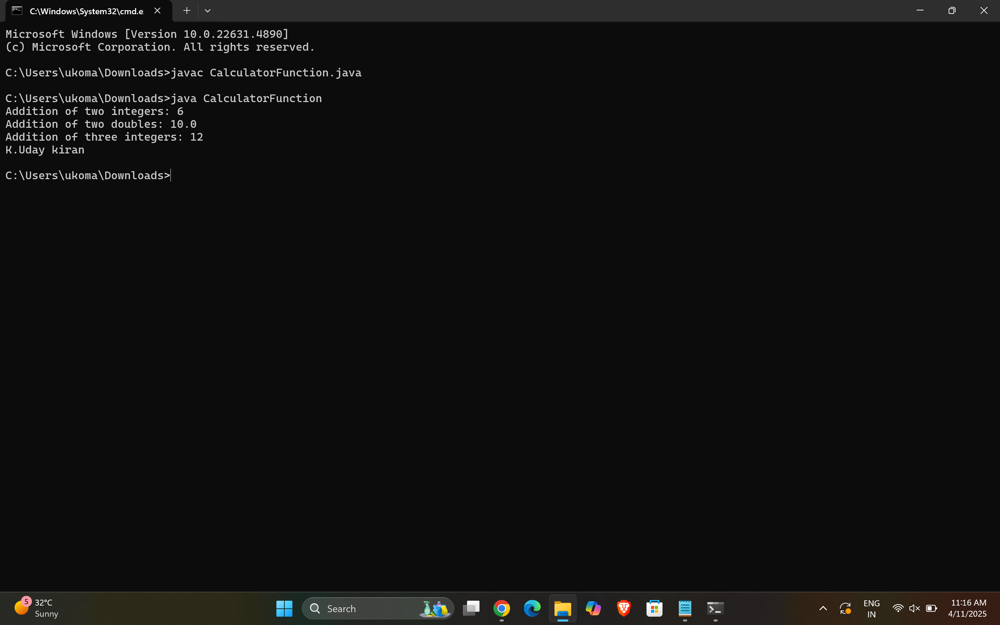 C:\Windows\System32\cmd.e
Microsoft Windows [Version 10.0.22631.4890]
(c) Microsoft Corporation. All rights reserved.
C:\Users\ukoma\Downloads>javac CalculatorFunction.java
C:\Users\ukoma\Downloads>java CalculatorFunction
Addition of two integers: 6
Addition of two doubles: 10.0
Addition of three integers: 12
K.Uday kiran
C:\Users\ukoma\Downloads>
5
32°C
Sunny
Search
ENG
IN
11:16 AM
4/11/2025